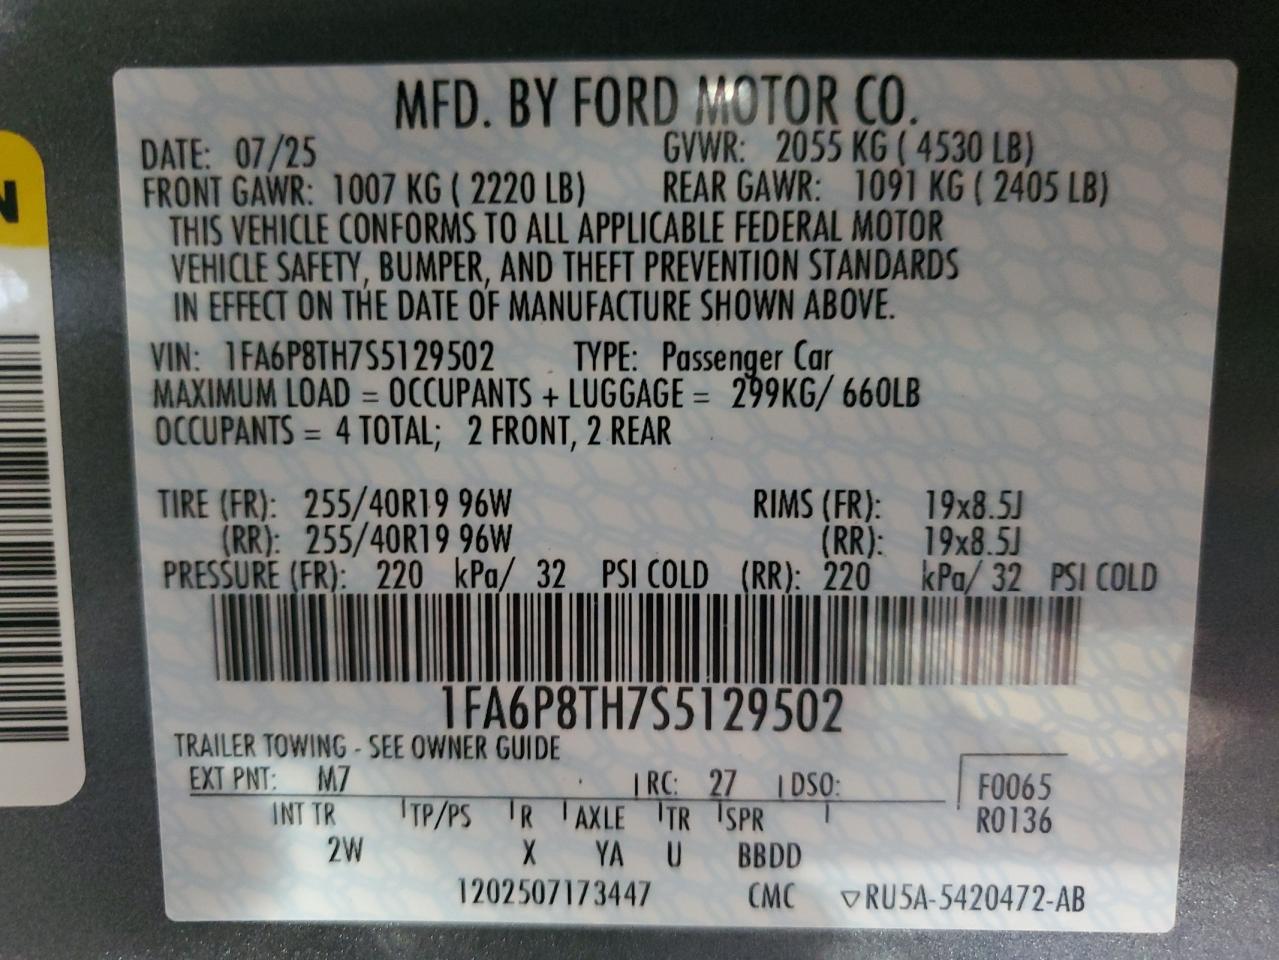 MFD. BY FORD MOTOR CO.
DATE: 07/25 GVWR: 2055 KG ( 4530 LB)
FRONT GAWR: 1007 KG ( 2220 LB) REAR GAWR: 1091 KG ( 2405 LB)
THIS VEHICLE CONFORMS TO ALL APPLICABLE FEDERAL MOTOR
VEHICLE SAFETY, BUMPER, AND THEFT PREVENTION STANDARDS
IN EFFECT ON THE DATE OF MANUFACTURE SHOWN ABOVE.
VIN: 1FA6P8TH7S5129502 TYPE: Passenger Car
MAXIMUM LOAD = OCCUPANTS + LUGGAGE = 299KG/ 660LB
OCCUPANTS = 4 TOTAL; 2 FRONT, 2 REAR
TIRE (FR): 255/40R19 96W RIMS (FR): 19x8.5J
(RR): 255/40R19 96W (RR): 19x8.5J
PRESSURE (FR): 220 kPa/ 32 PSI COLD (RR): 220 kPa/ 32 PSI COLD
1FA6P8TH7S5129502
TRAILER TOWING - SEE OWNER GUIDE
EXT PNT: M7 RC: 27 DSO: F0065
INT TR TP/PS R AXLE TR SPR R0136
2W X YA U BBDD
1202507173447 CMC ▽RU5A-5420472-AB
N